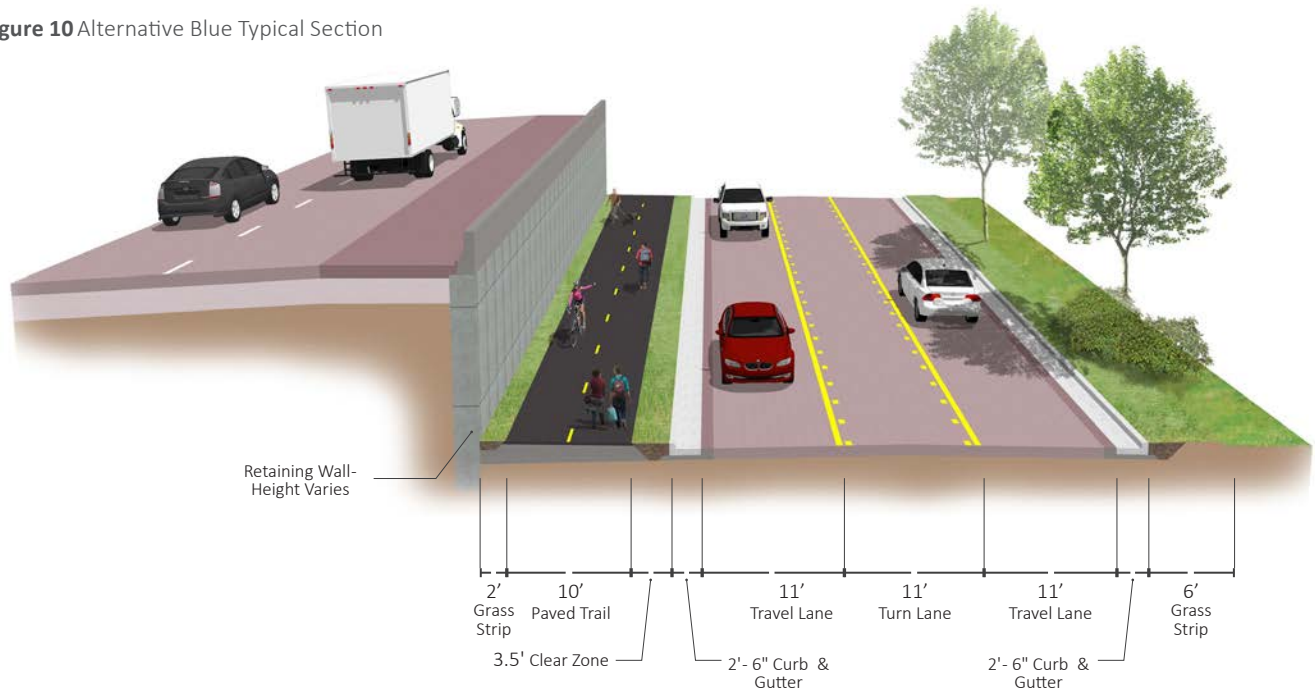 gure 10 Alternative Blue Typical Section
Retaining Wall-
Height Varies
2'
Grass
Strip
10'
Paved Trail
3.5' Clear Zone
2'- 6" Curb &
Gutter
11'
Travel Lane
11'
Turn Lane
11'
Travel Lane
2'- 6" Curb &
Gutter
6'
Grass
Strip